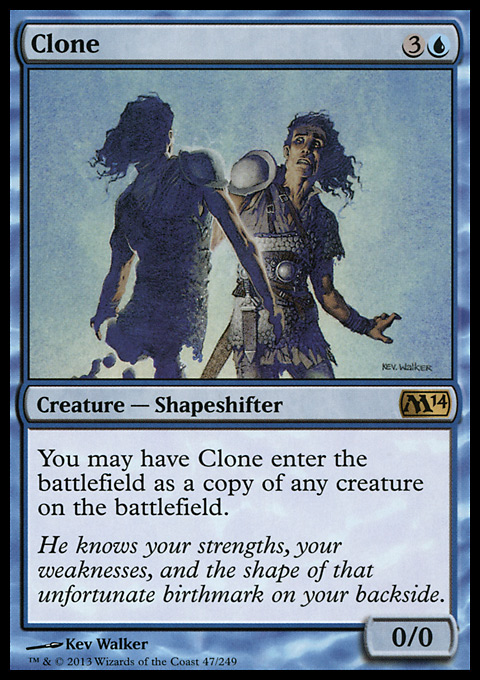 Clone 3
KEV. WALKER
Creature — Shapeshifter M14
You may have Clone enter the
battlefield as a copy of any creature
on the battlefield.
He knows your strengths, your
weaknesses, and the shape of that
unfortunate birthmark on your backside.
0/0
Kev Walker
™ & © 2013 Wizards of the Coast 47/249